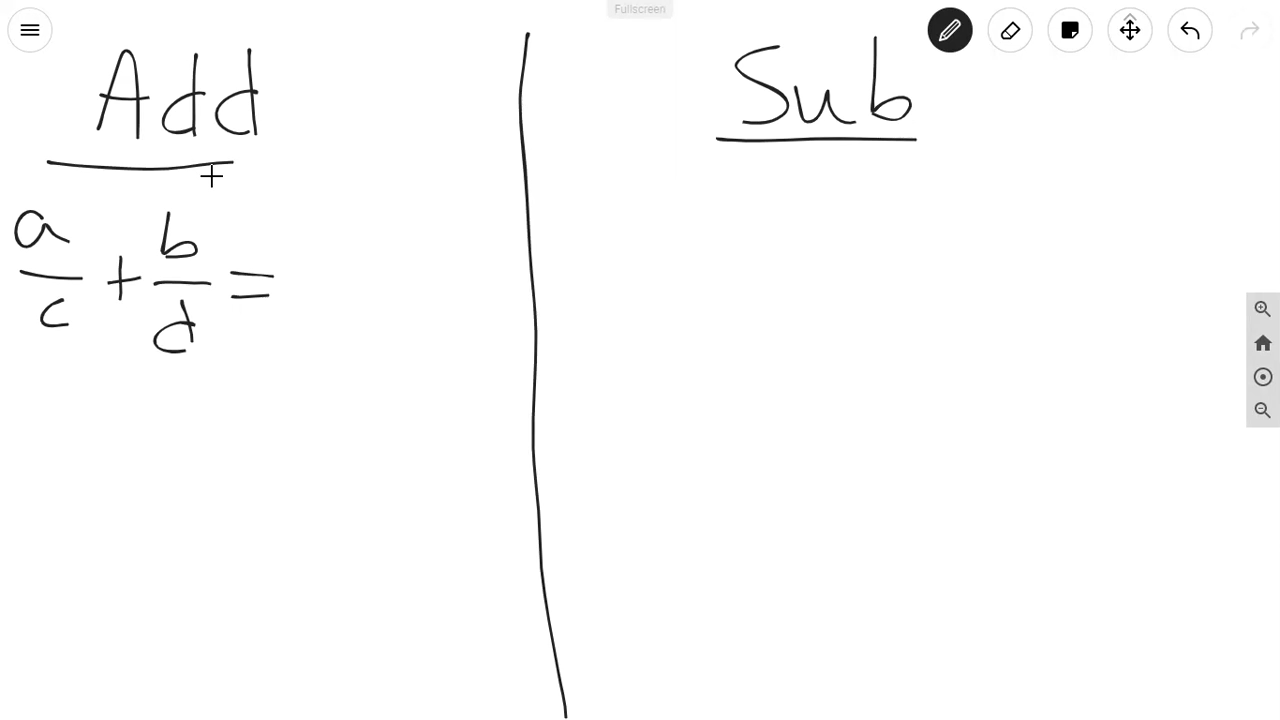 Fullscreen
Add
Sub
a/c + b/d =